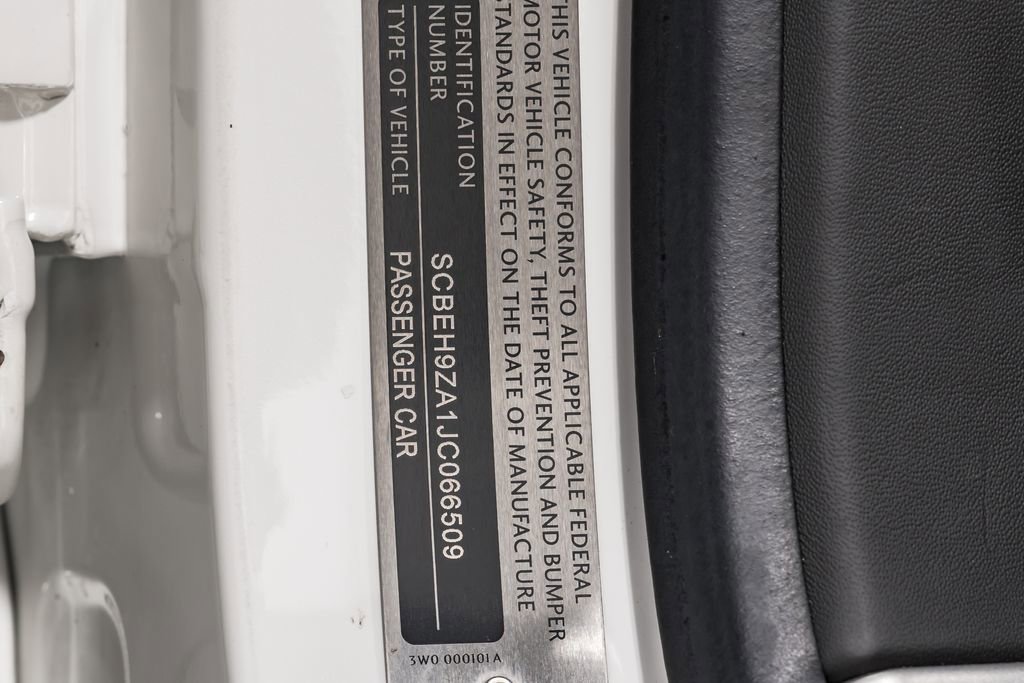 THIS VEHICLE CONFORMS TO ALL APPLICABLE FEDERAL
MOTOR VEHICLE SAFETY, THEFT PREVENTION AND BUMPER
STANDARDS IN EFFECT ON THE DATE OF MANUFACTURE
IDENTIFICATION
NUMBER SCBEH9ZA1JC066509
TYPE OF VEHICLE PASSENGER CAR
3W0 000101 A